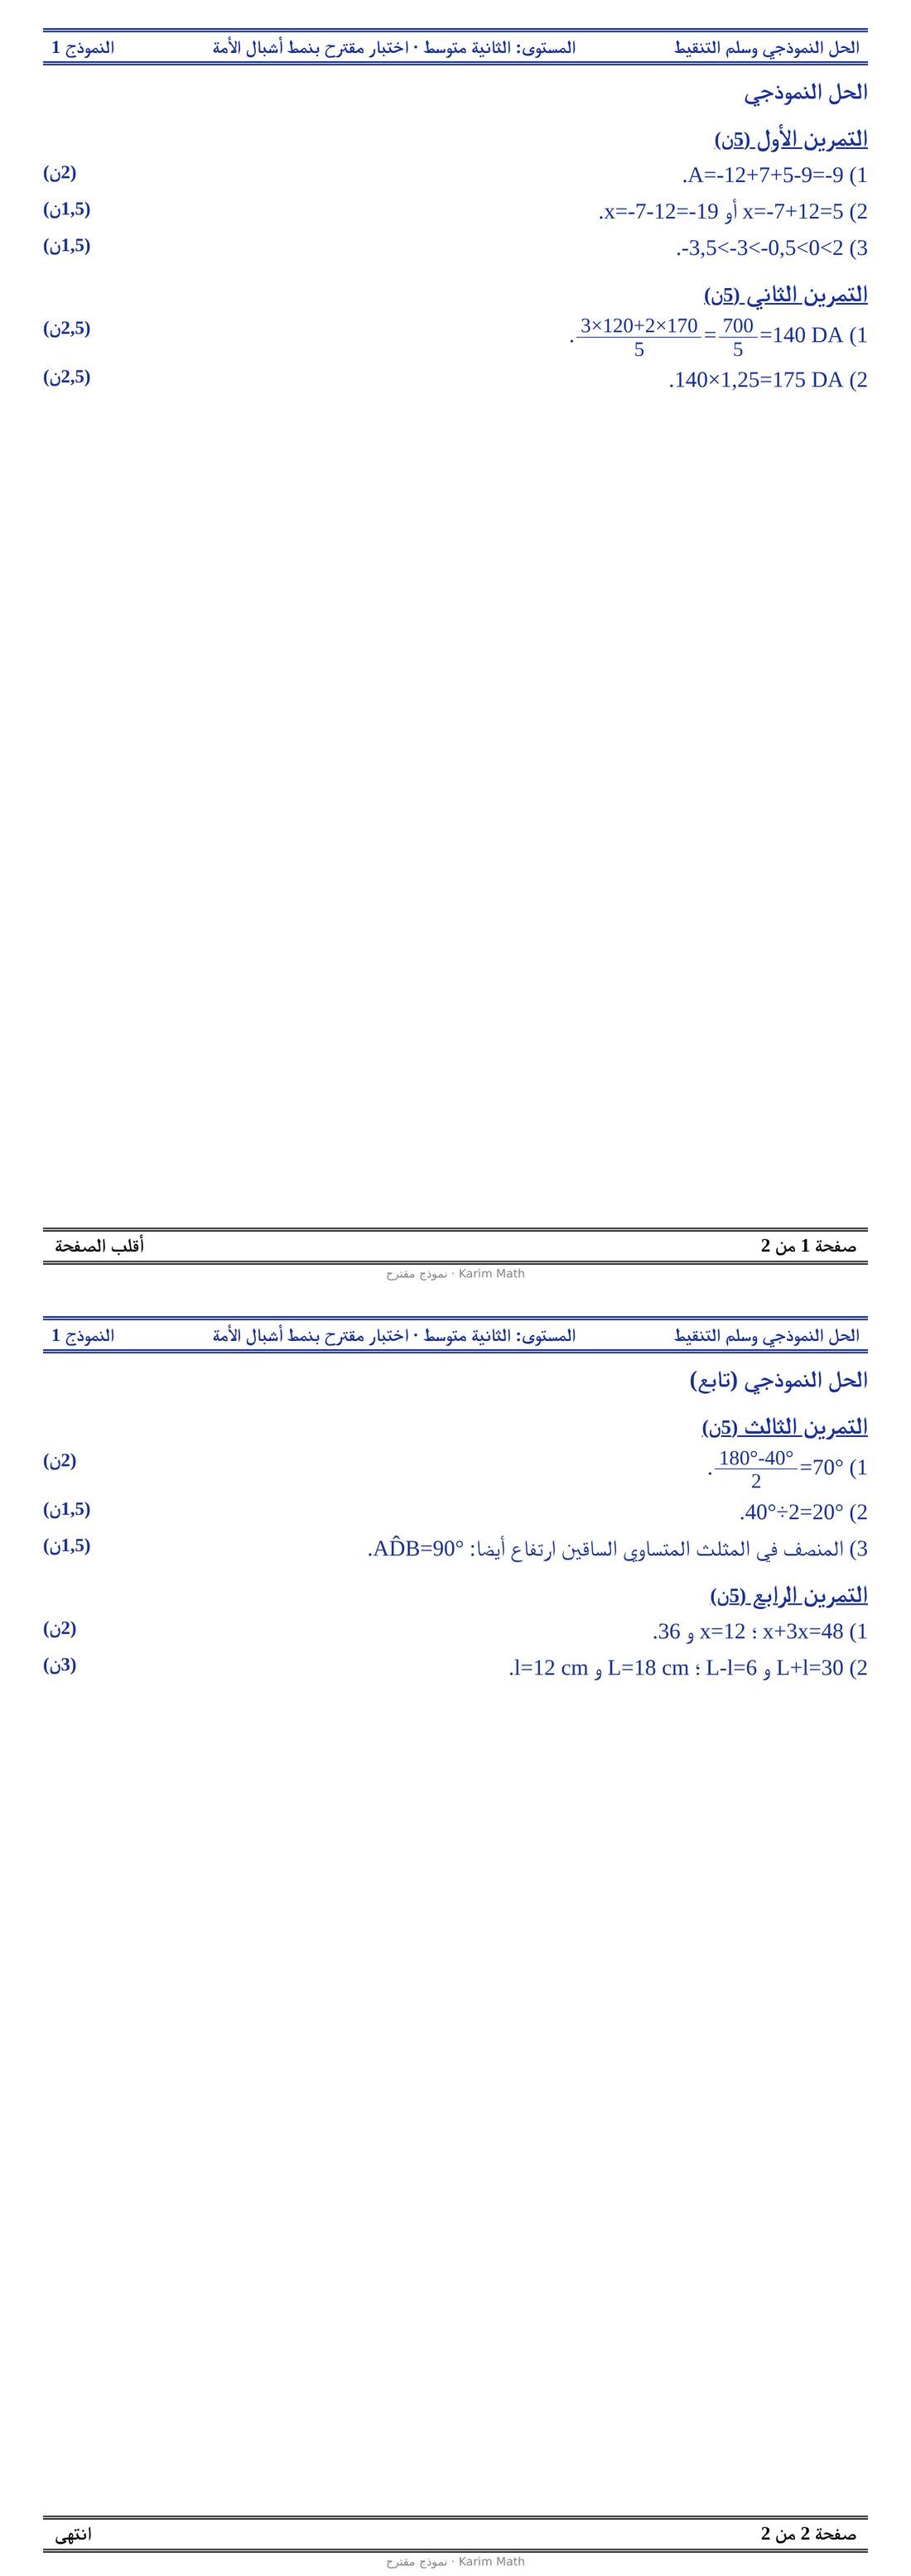 الحل النموذجي وسلم التنقيط المستوى: الثانية متوسط · اختبار مقترح بنمط أشبال الأمة النموذج 1
الحل النموذجي
التمرين الأول (5ن)
1) A=-12+7+5-9=-9. (2ن)
2) x=-7+12=5 أو x=-7-12=-19. (1,5ن)
3) -3,5<-3<-0,5<0<2. (1,5ن)
التمرين الثاني (5ن)
1) \frac{3×120+2×170}{5}=\frac{700}{5}=140 DA. (2,5ن)
2) 140×1,25=175 DA. (2,5ن)
صفحة 1 من 2 أقلب الصفحة
Karim Math · نموذج مقترح
الحل النموذجي وسلم التنقيط المستوى: الثانية متوسط · اختبار مقترح بنمط أشبال الأمة النموذج 1
الحل النموذجي (تابع)
التمرين الثالث (5ن)
1) \frac{180°-40°}{2}=70°. (2ن)
2) 40°÷2=20°. (1,5ن)
3) المنصف في المثلث المتساوي الساقين ارتفاع أيضا: AD̂B=90°. (1,5ن)
التمرين الرابع (5ن)
1) x+3x=48 ؛ x=12 و 36. (2ن)
2) L+l=30 و L-l=6 ؛ L=18 cm و l=12 cm. (3ن)
صفحة 2 من 2 انتهى
Karim Math · نموذج مقترح